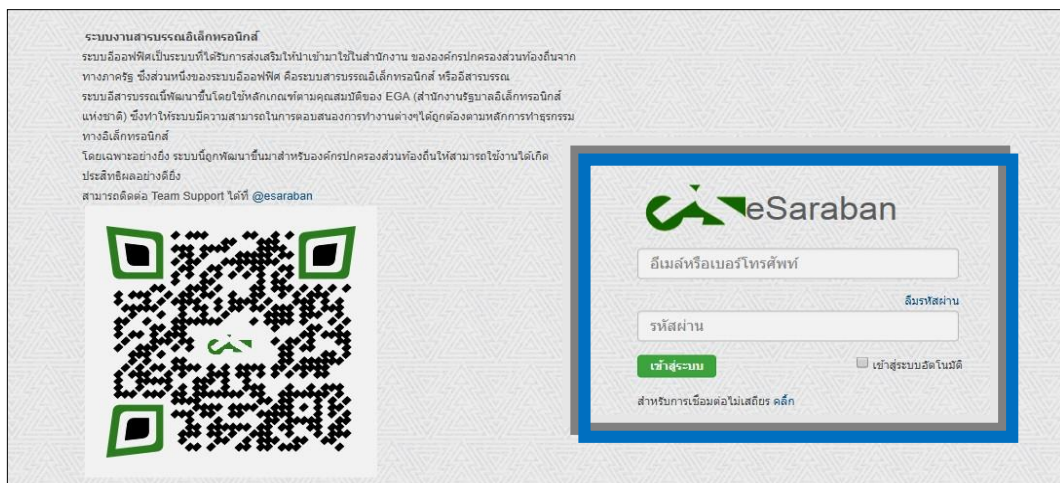 ระบบงานสารบรรณอิเล็กทรอนิกส์
ระบบอีออฟฟิศเป็นระบบที่ได้รับการส่งเสริมให้นำเข้ามาใช้ในสำนักงาน ขององค์กรปกครองส่วนท้องถิ่นจาก
ทางภาครัฐ ซึ่งส่วนหนึ่งของระบบอีออฟฟิศ คือระบบสารบรรณอิเล็กทรอนิกส์ หรืออีสารบรรณ
ระบบอีสารบรรณนี้พัฒนาขึ้นโดยใช้หลักเกณฑ์ตามคุณสมบัติของ EGA (สำนักงานรัฐบาลอิเล็กทรอนิกส์
แห่งชาติ) ซึ่งทำให้ระบบมีความสามารถในการตอบสนองการทำงานต่างๆได้ถูกต้องตามหลักการทำธุรกรรม
ทางอิเล็กทรอนิกส์
โดยเฉพาะอย่างยิ่ง ระบบนี้ถูกพัฒนาขึ้นมาสำหรับองค์กรปกครองส่วนท้องถิ่นให้สามารถใช้งานได้เกิด
ประสิทธิผลอย่างดียิ่ง
สามารถติดต่อ Team Support ได้ที่ @esaraban
eSaraban
อีเมล์หรือเบอร์โทรศัพท์
ลืมรหัสผ่าน
รหัสผ่าน
เข้าสู่ระบบ เข้าสู่ระบบอัตโนมัติ
สำหรับการเชื่อมต่อไม่เสถียร คลิ๊ก